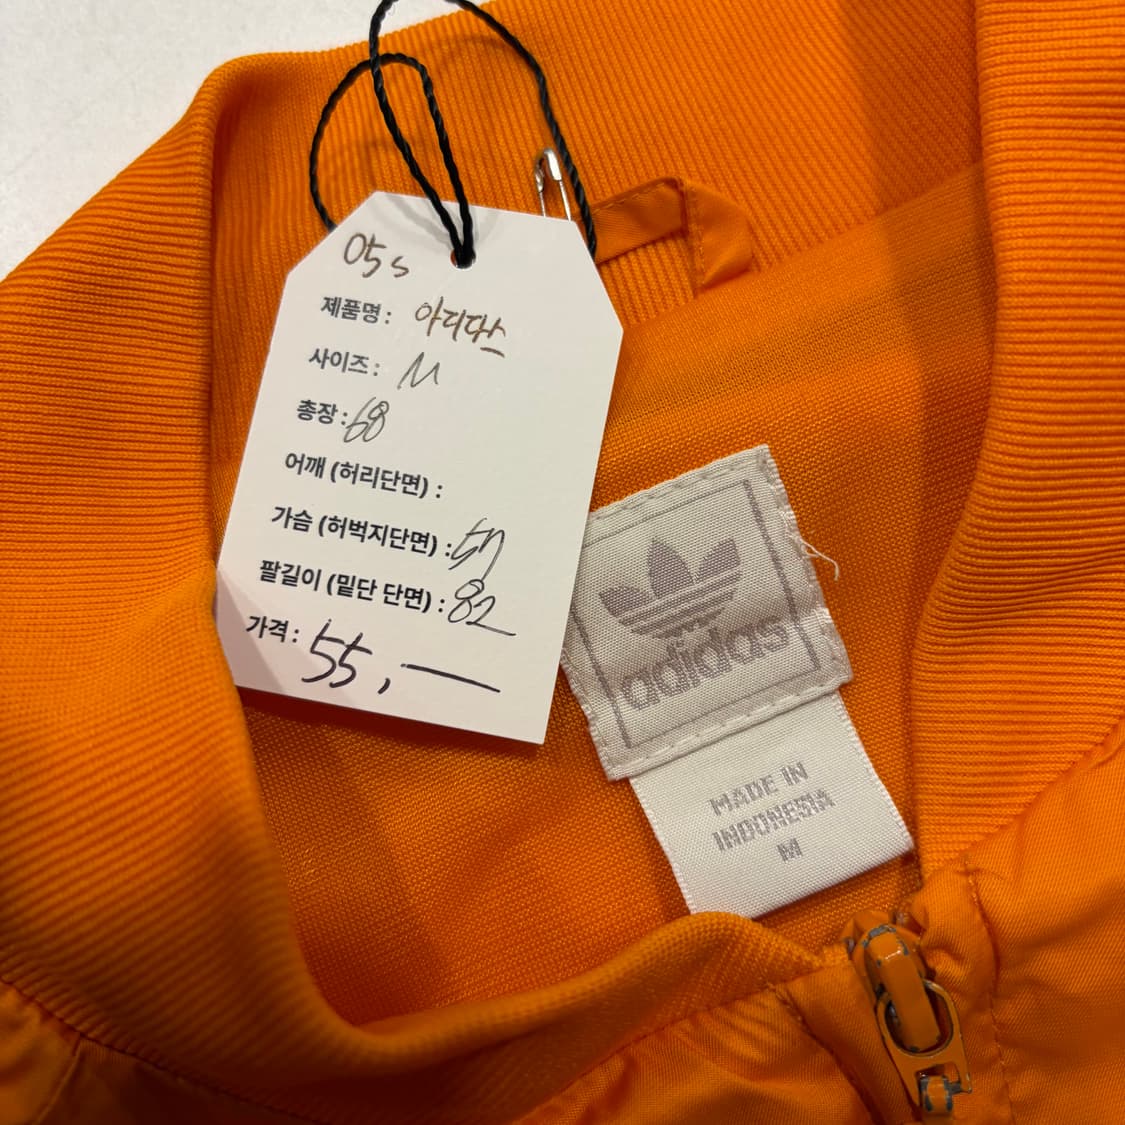 05s
제품명: 아디다스
사이즈: M
총장: 68
어깨 (허리단면) :
가슴 (허벅지단면) : 57
팔길이 (밑단 단면) : 82
가격: 55,—
adidas
MADE IN
INDONESIA
M